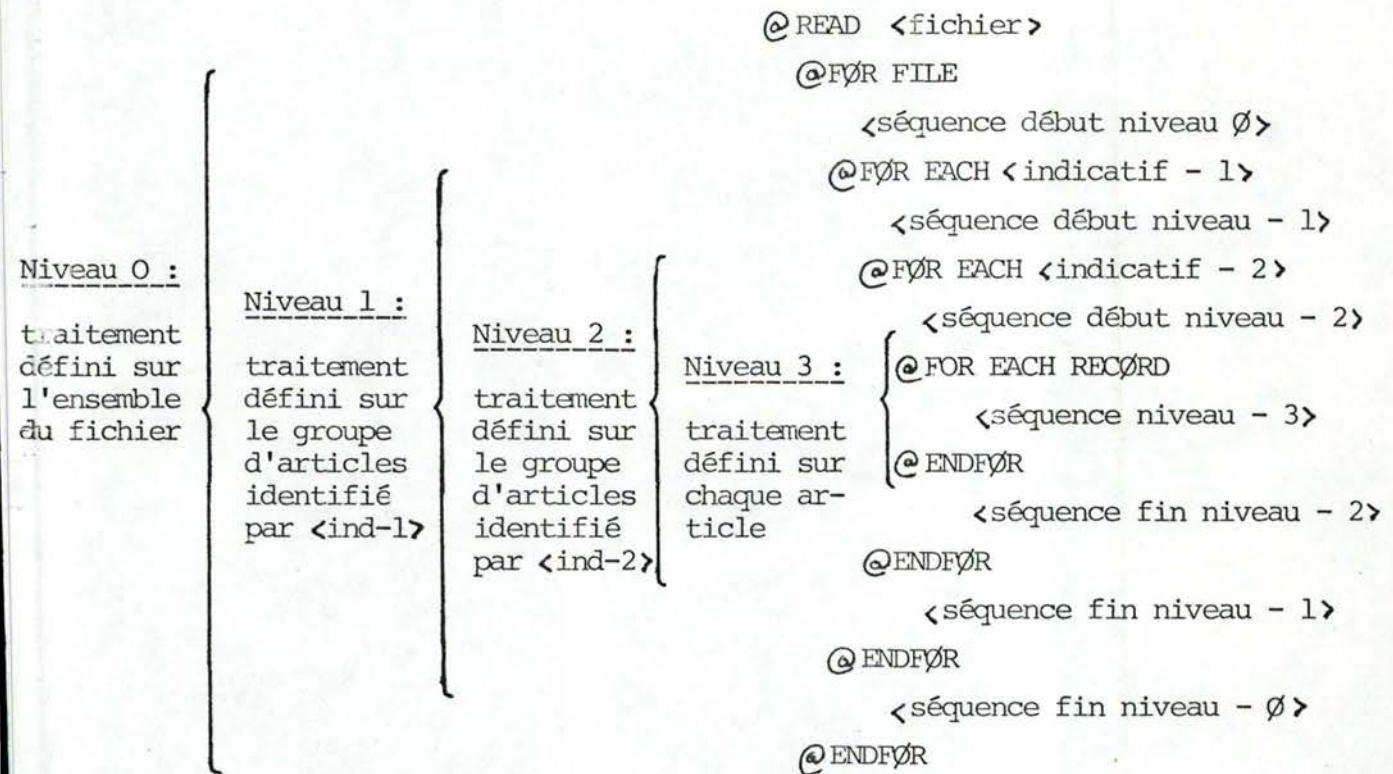 @ READ <fichier>
@FØR FILE
<séquence début niveau Ø>
@FØR EACH <indicatif - 1>
<séquence début niveau - 1>
@FØR EACH <indicatif - 2>
<séquence début niveau - 2>
@ FOR EACH RECØRD
<séquence niveau - 3>
@ ENDFØR
<séquence fin niveau - 2>
@ENDFØR
<séquence fin niveau - 1>
@ ENDFØR
<séquence fin niveau - Ø>
@ ENDFØR
Niveau O :
traitement
défini sur
l'ensemble
du fichier
Niveau 1 :
traitement
défini sur
le groupe
d'articles
identifié
par <ind-1>
Niveau 2 :
traitement
défini sur
le groupe
d'articles
identifié
par <ind-2>
Niveau 3 :
traitement
défini sur
chaque ar-
ticle